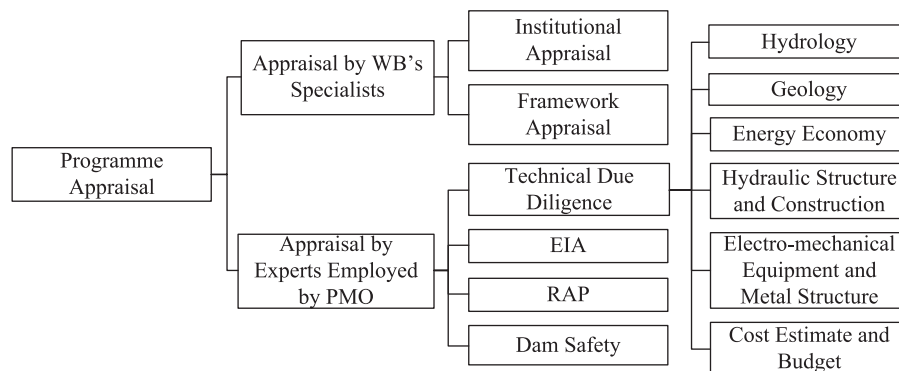 Programme
Appraisal
Appraisal by WB's
Specialists
Appraisal by
Experts Employed
by PMO
Institutional
Appraisal
Framework
Appraisal
Technical Due
Diligence
EIA
RAP
Dam Safety
Hydrology
Geology
Energy Economy
Hydraulic Structure
and Construction
Electro-mechanical
Equipment and
Metal Structure
Cost Estimate and
Budget